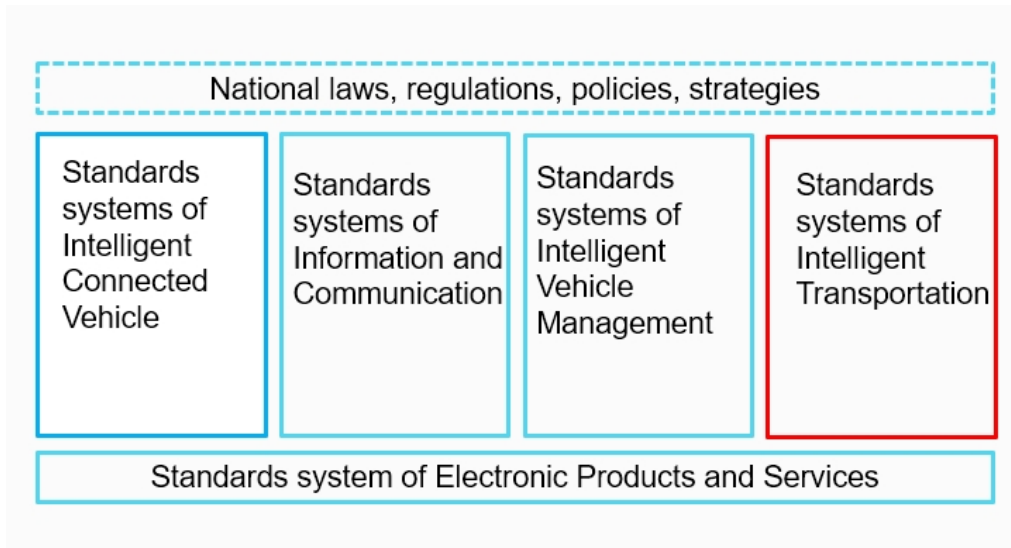 National laws, regulations, policies, strategies
Standards
systems of
Intelligent
Connected
Vehicle
Standards
systems of
Information and
Communication
Standards
systems of
Intelligent
Vehicle
Management
Standards
systems of
Intelligent
Transportation
Standards system of Electronic Products and Services